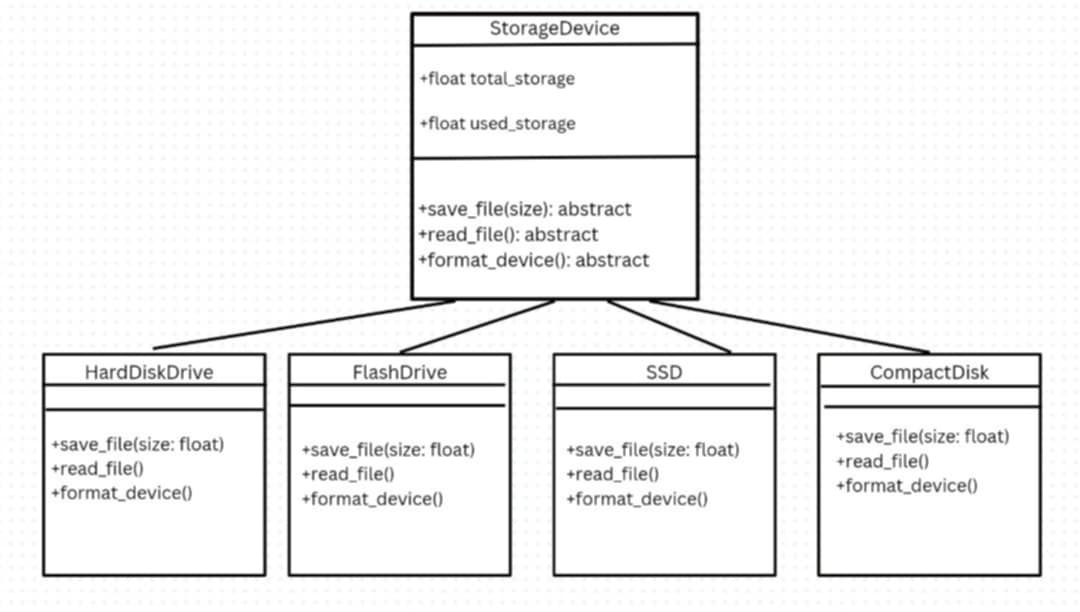 StorageDevice
+float total_storage
+float used_storage
+save_file(size): abstract
+read_file(): abstract
+format_device(): abstract
HardDiskDrive
+save_file(size: float)
+read_file()
+format_device()
FlashDrive
+save_file(size: float)
+read_file()
+format_device()
SSD
+save_file(size: float)
+read_file()
+format_device()
CompactDisk
+save_file(size: float)
+read_file()
+format_device()